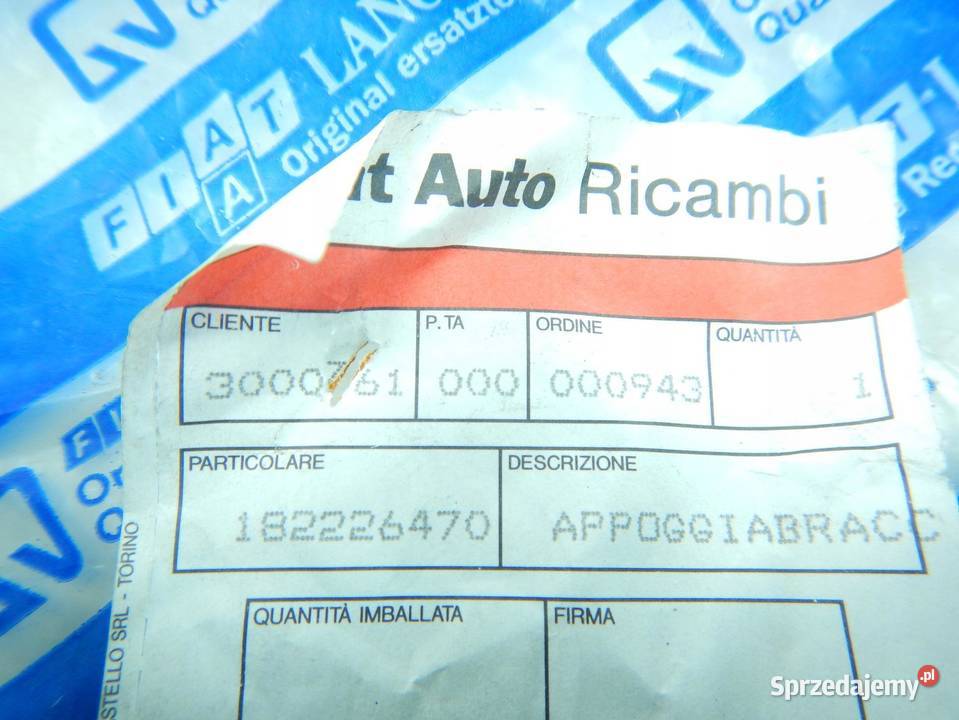 FIAT LANC
Original ersatzte
at Auto Ricambi
CLIENTE P.TA ORDINE QUANTITÀ
3000761 000 000943 1
PARTICOLARE DESCRIZIONE
182226470 APPOGGIABRACC
QUANTITÀ IMBALLATA FIRMA
STELLO SRL - TORINO
Sprzedajemy.pl